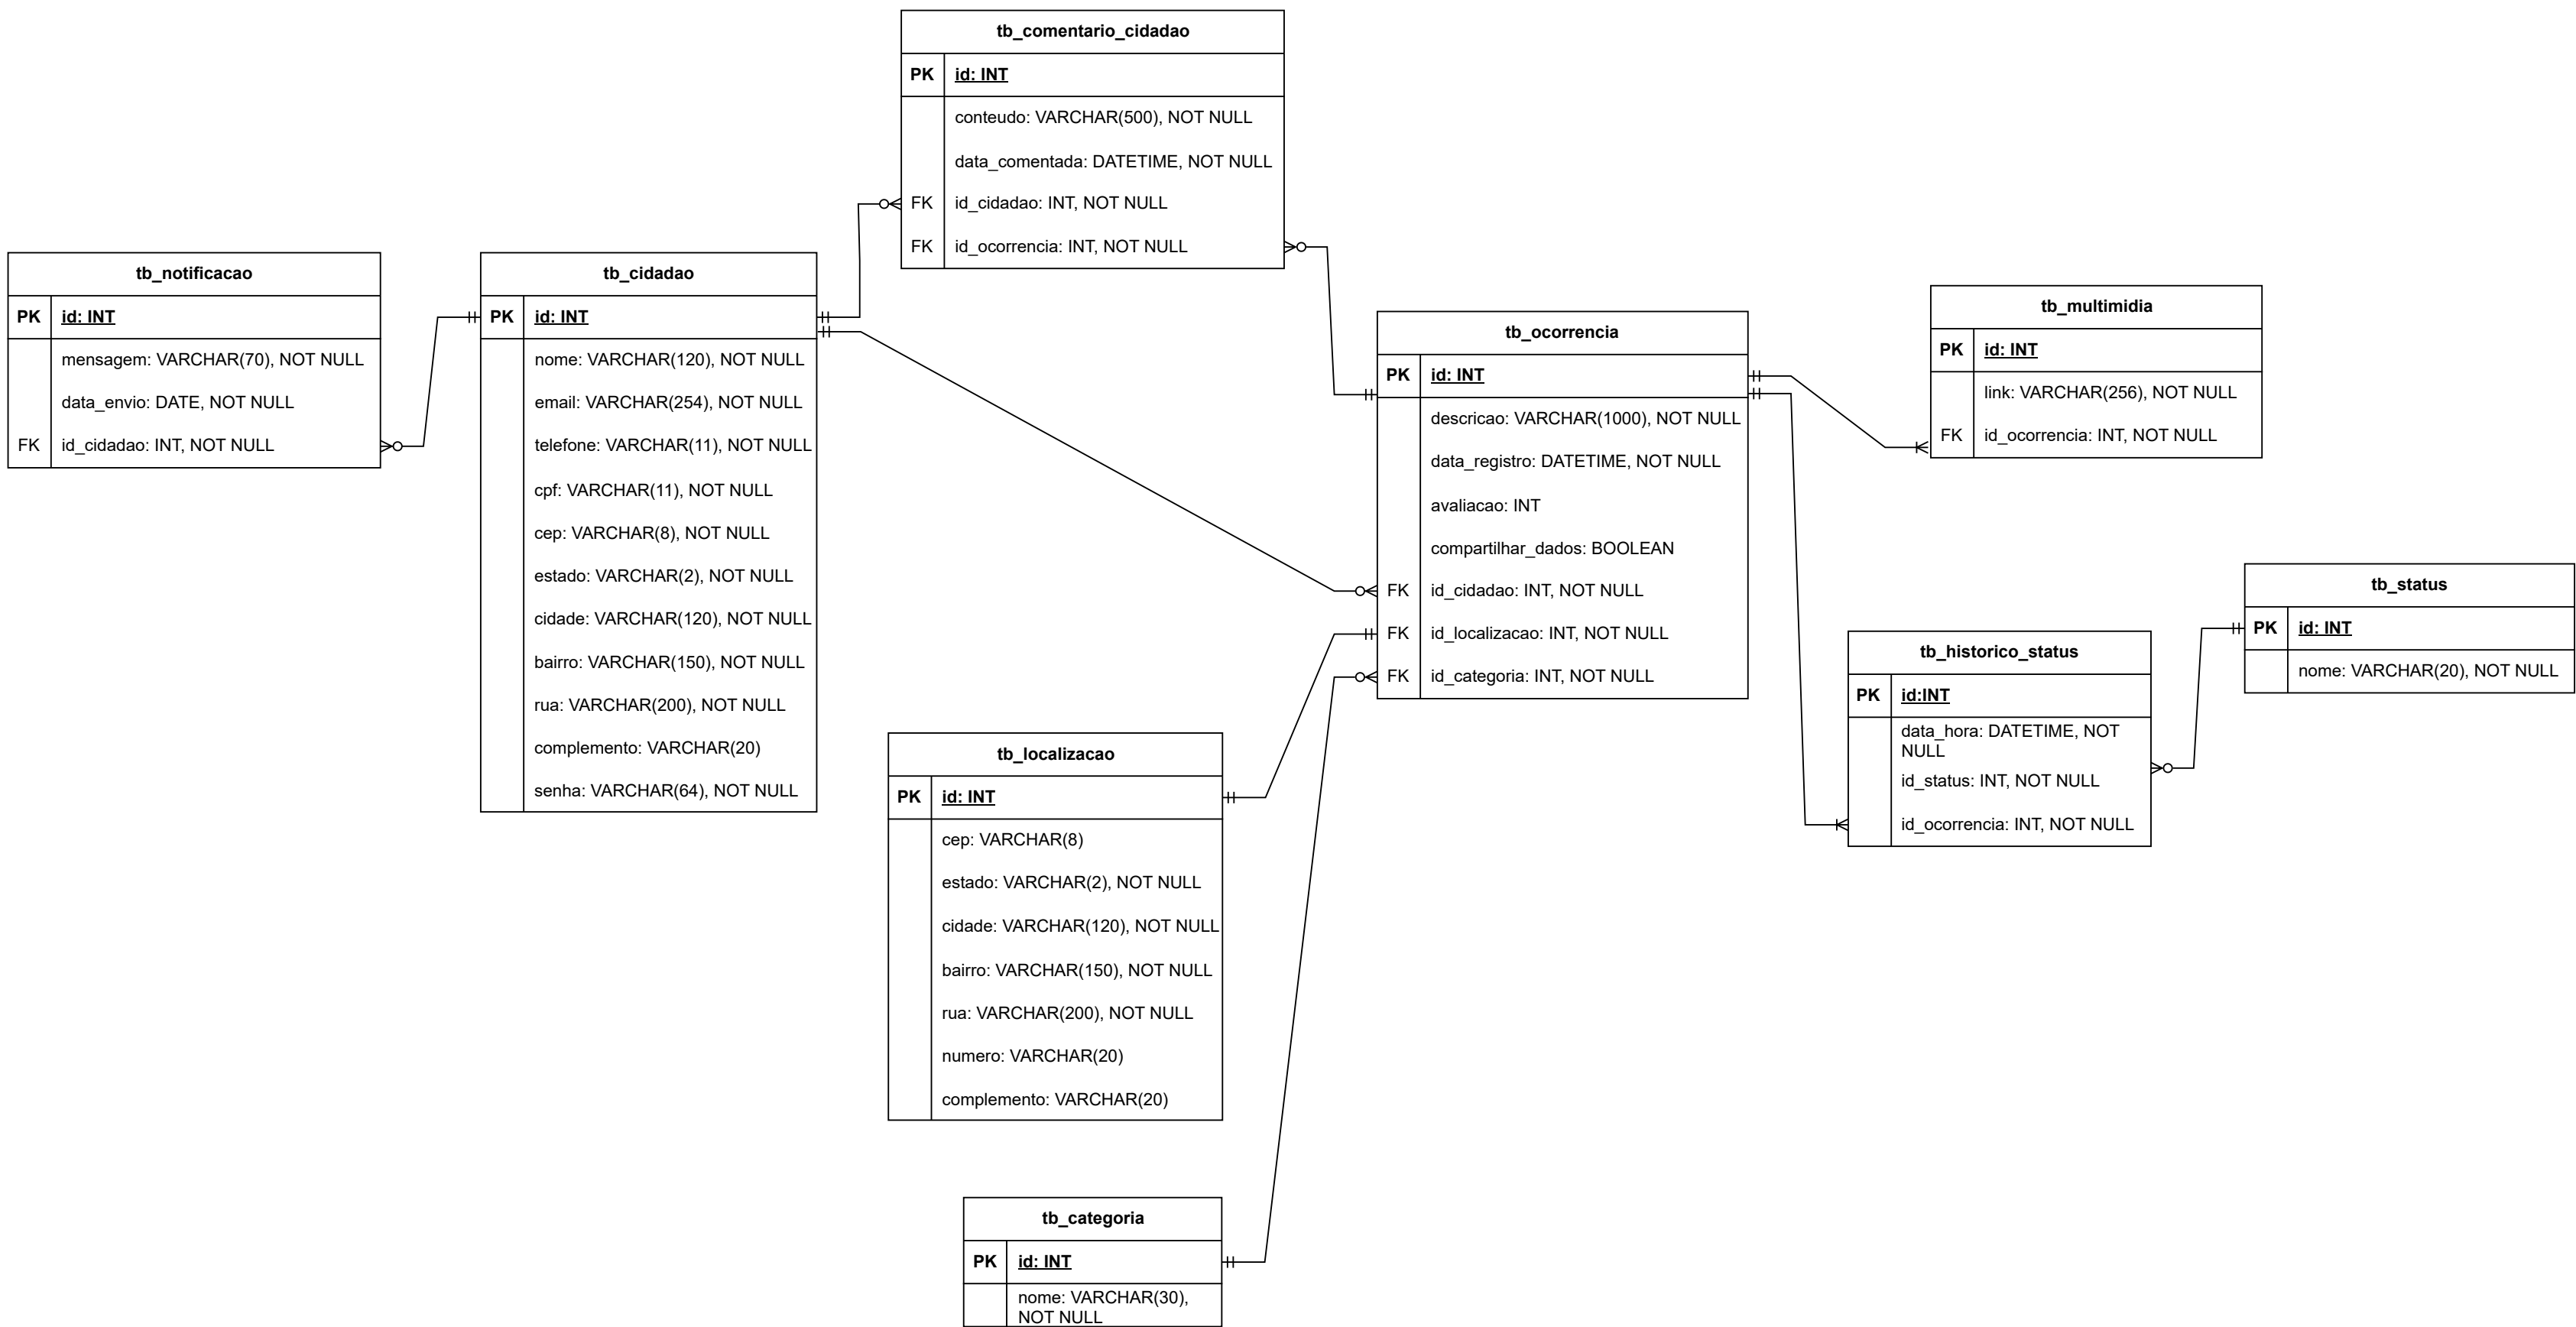 tb_comentario_cidadao
PK id: INT
conteudo: VARCHAR(500), NOT NULL
data_comentada: DATETIME, NOT NULL
FK id_cidadao: INT, NOT NULL
FK id_ocorrencia: INT, NOT NULL
tb_notificacao
PK id: INT
mensagem: VARCHAR(70), NOT NULL
data_envio: DATE, NOT NULL
FK id_cidadao: INT, NOT NULL
tb_cidadao
PK id: INT
nome: VARCHAR(120), NOT NULL
email: VARCHAR(254), NOT NULL
telefone: VARCHAR(11), NOT NULL
cpf: VARCHAR(11), NOT NULL
cep: VARCHAR(8), NOT NULL
estado: VARCHAR(2), NOT NULL
cidade: VARCHAR(120), NOT NULL
bairro: VARCHAR(150), NOT NULL
rua: VARCHAR(200), NOT NULL
complemento: VARCHAR(20)
senha: VARCHAR(64), NOT NULL
tb_ocorrencia
PK id: INT
descricao: VARCHAR(1000), NOT NULL
data_registro: DATETIME, NOT NULL
avaliacao: INT
compartilhar_dados: BOOLEAN
FK id_cidadao: INT, NOT NULL
FK id_localizacao: INT, NOT NULL
FK id_categoria: INT, NOT NULL
tb_multimidia
PK id: INT
link: VARCHAR(256), NOT NULL
FK id_ocorrencia: INT, NOT NULL
tb_status
PK id: INT
nome: VARCHAR(20), NOT NULL
tb_historico_status
PK id:INT
data_hora: DATETIME, NOT
NULL
id_status: INT, NOT NULL
id_ocorrencia: INT, NOT NULL
tb_localizacao
PK id: INT
cep: VARCHAR(8)
estado: VARCHAR(2), NOT NULL
cidade: VARCHAR(120), NOT NULL
bairro: VARCHAR(150), NOT NULL
rua: VARCHAR(200), NOT NULL
numero: VARCHAR(20)
complemento: VARCHAR(20)
tb_categoria
PK id: INT
nome: VARCHAR(30),
NOT NULL